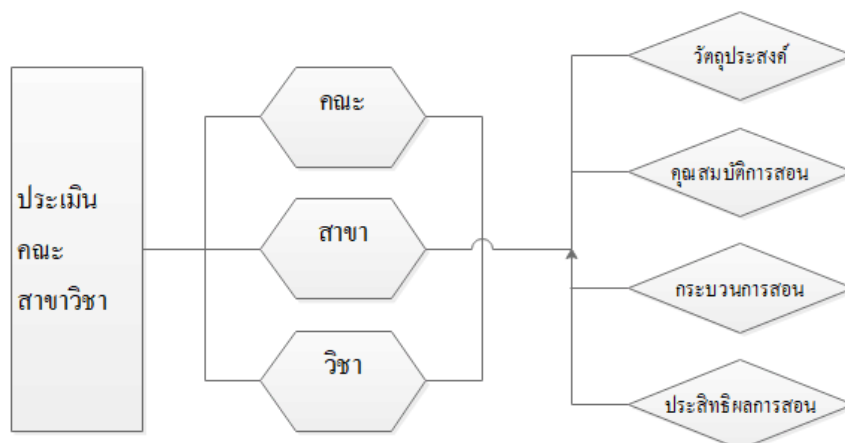 ประเมิน
คณะ
สาขาวิชา
คณะ
สาขา
วิชา
วัตถุประสงค์
คุณสมบัติการสอน
กระบวนการสอน
ประสิทธิผลการสอน